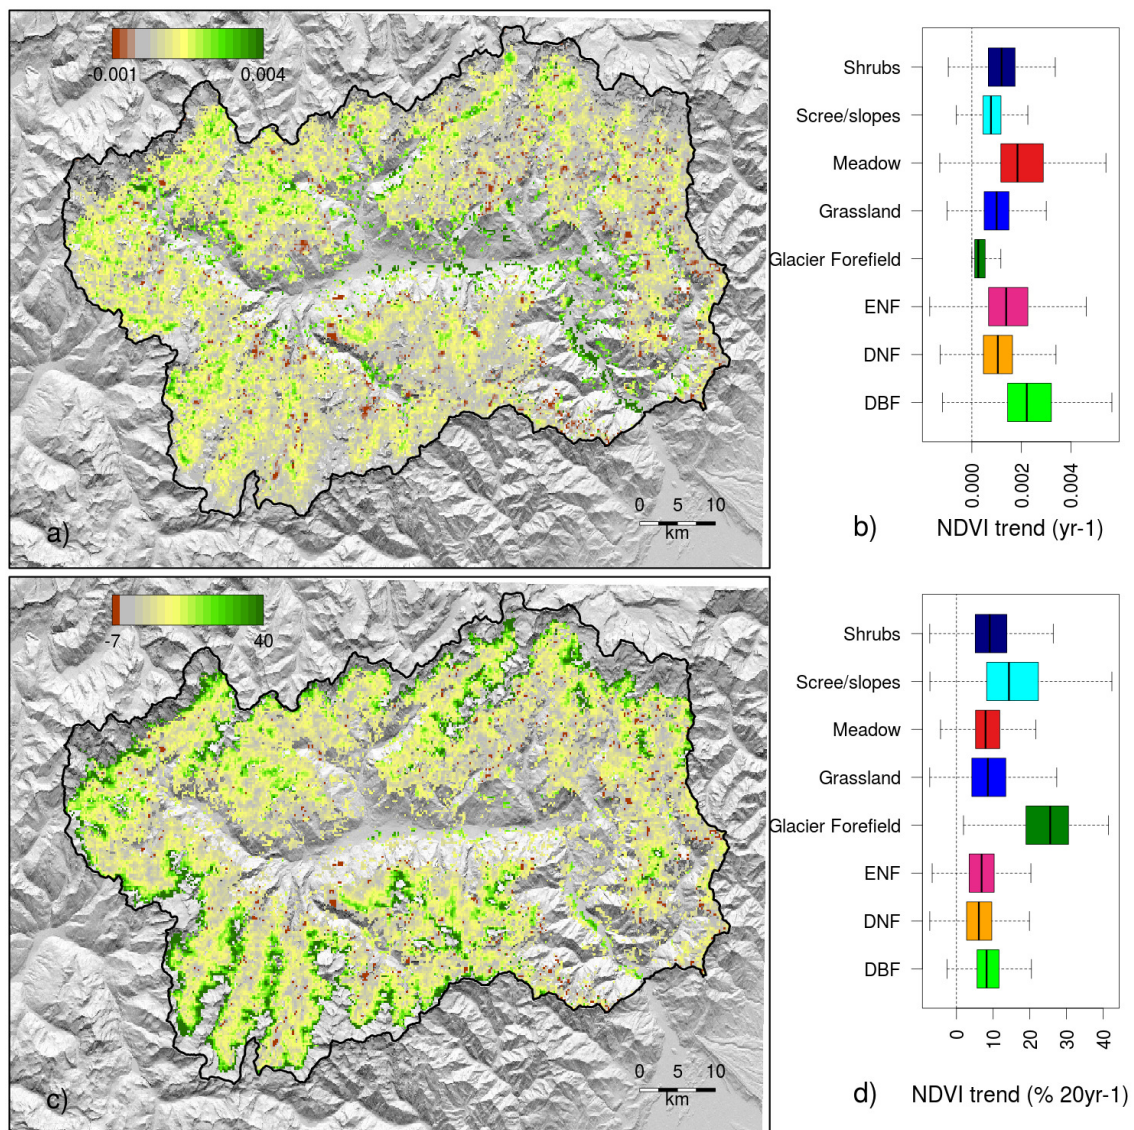 -0.001 0.004
a)
0 5 10
km
Shrubs
Scree/slopes
Meadow
Grassland
Glacier Forefield
ENF
DNF
DBF
0.000 0.002 0.004
b) NDVI trend (yr-1)
-7 40
c)
0 5 10
km
Shrubs
Scree/slopes
Meadow
Grassland
Glacier Forefield
ENF
DNF
DBF
0 10 20 30 40
d) NDVI trend (% 20yr-1)